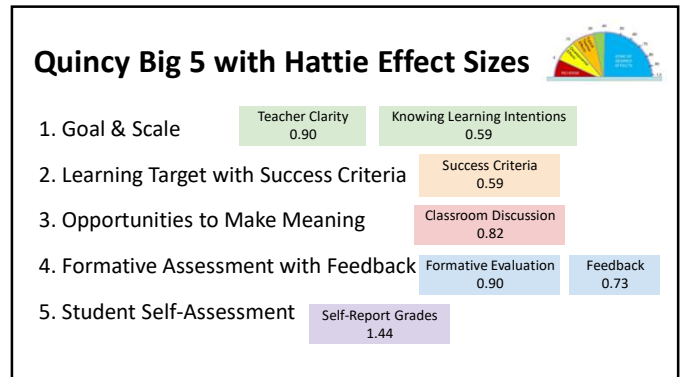 Quincy Big 5 with Hattie Effect Sizes
1. Goal & Scale
Teacher Clarity
0.90
Knowing Learning Intentions
0.59
2. Learning Target with Success Criteria
Success Criteria
0.59
3. Opportunities to Make Meaning
Classroom Discussion
0.82
4. Formative Assessment with Feedback
Formative Evaluation
0.90
Feedback
0.73
5. Student Self-Assessment
Self-Report Grades
1.44